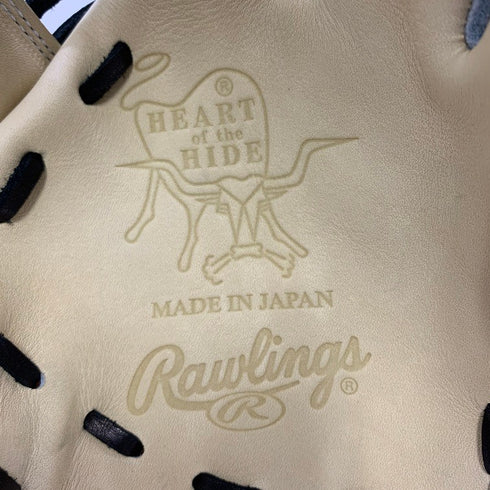 ®
HEART
of the
HIDE
MADE IN JAPAN
Rawlings®
R